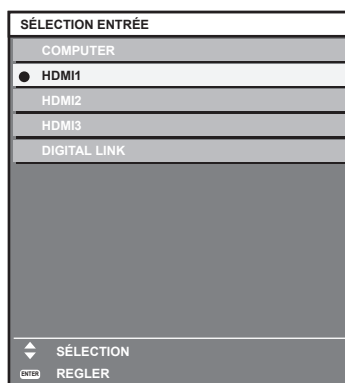 SÉLECTION ENTRÉE
COMPUTER
HDMI1
HDMI2
HDMI3
DIGITAL LINK
SÉLECTION
ENTER REGLER